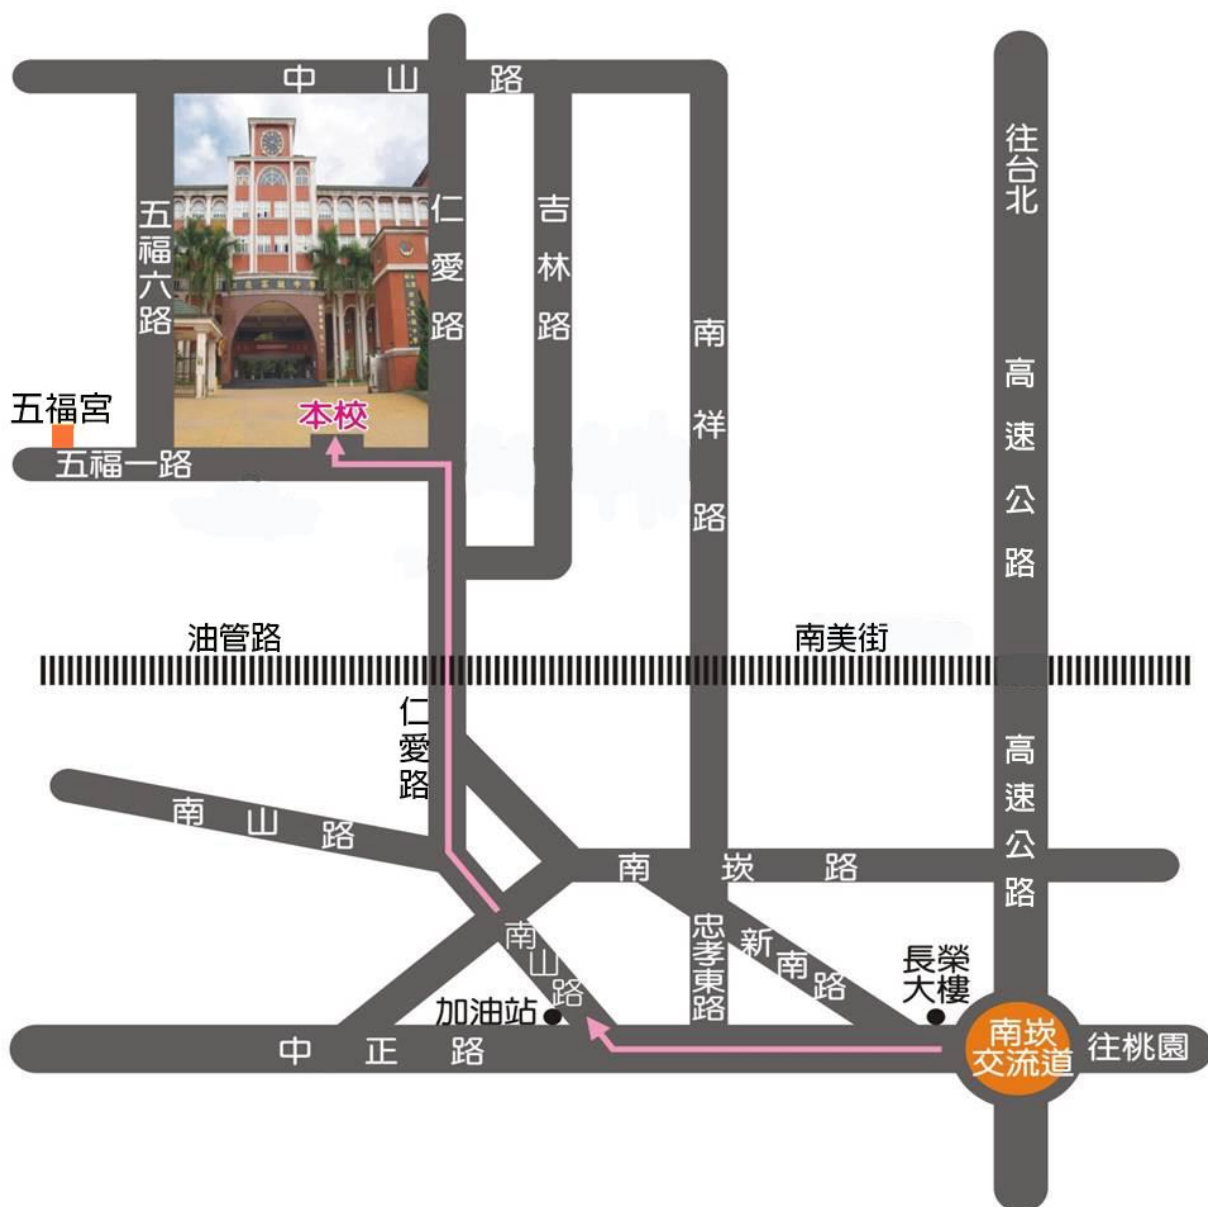 中山路
往台北
五福六路
仁愛路
吉林路
南祥路
高速公路
五福宮
本校
五福一路
油管路
南美街
仁愛路
高速公路
南山路
南崁路
南山路
忠孝東路
新南路
長榮
大樓
加油站
中正路
南崁
交流道
往桃園